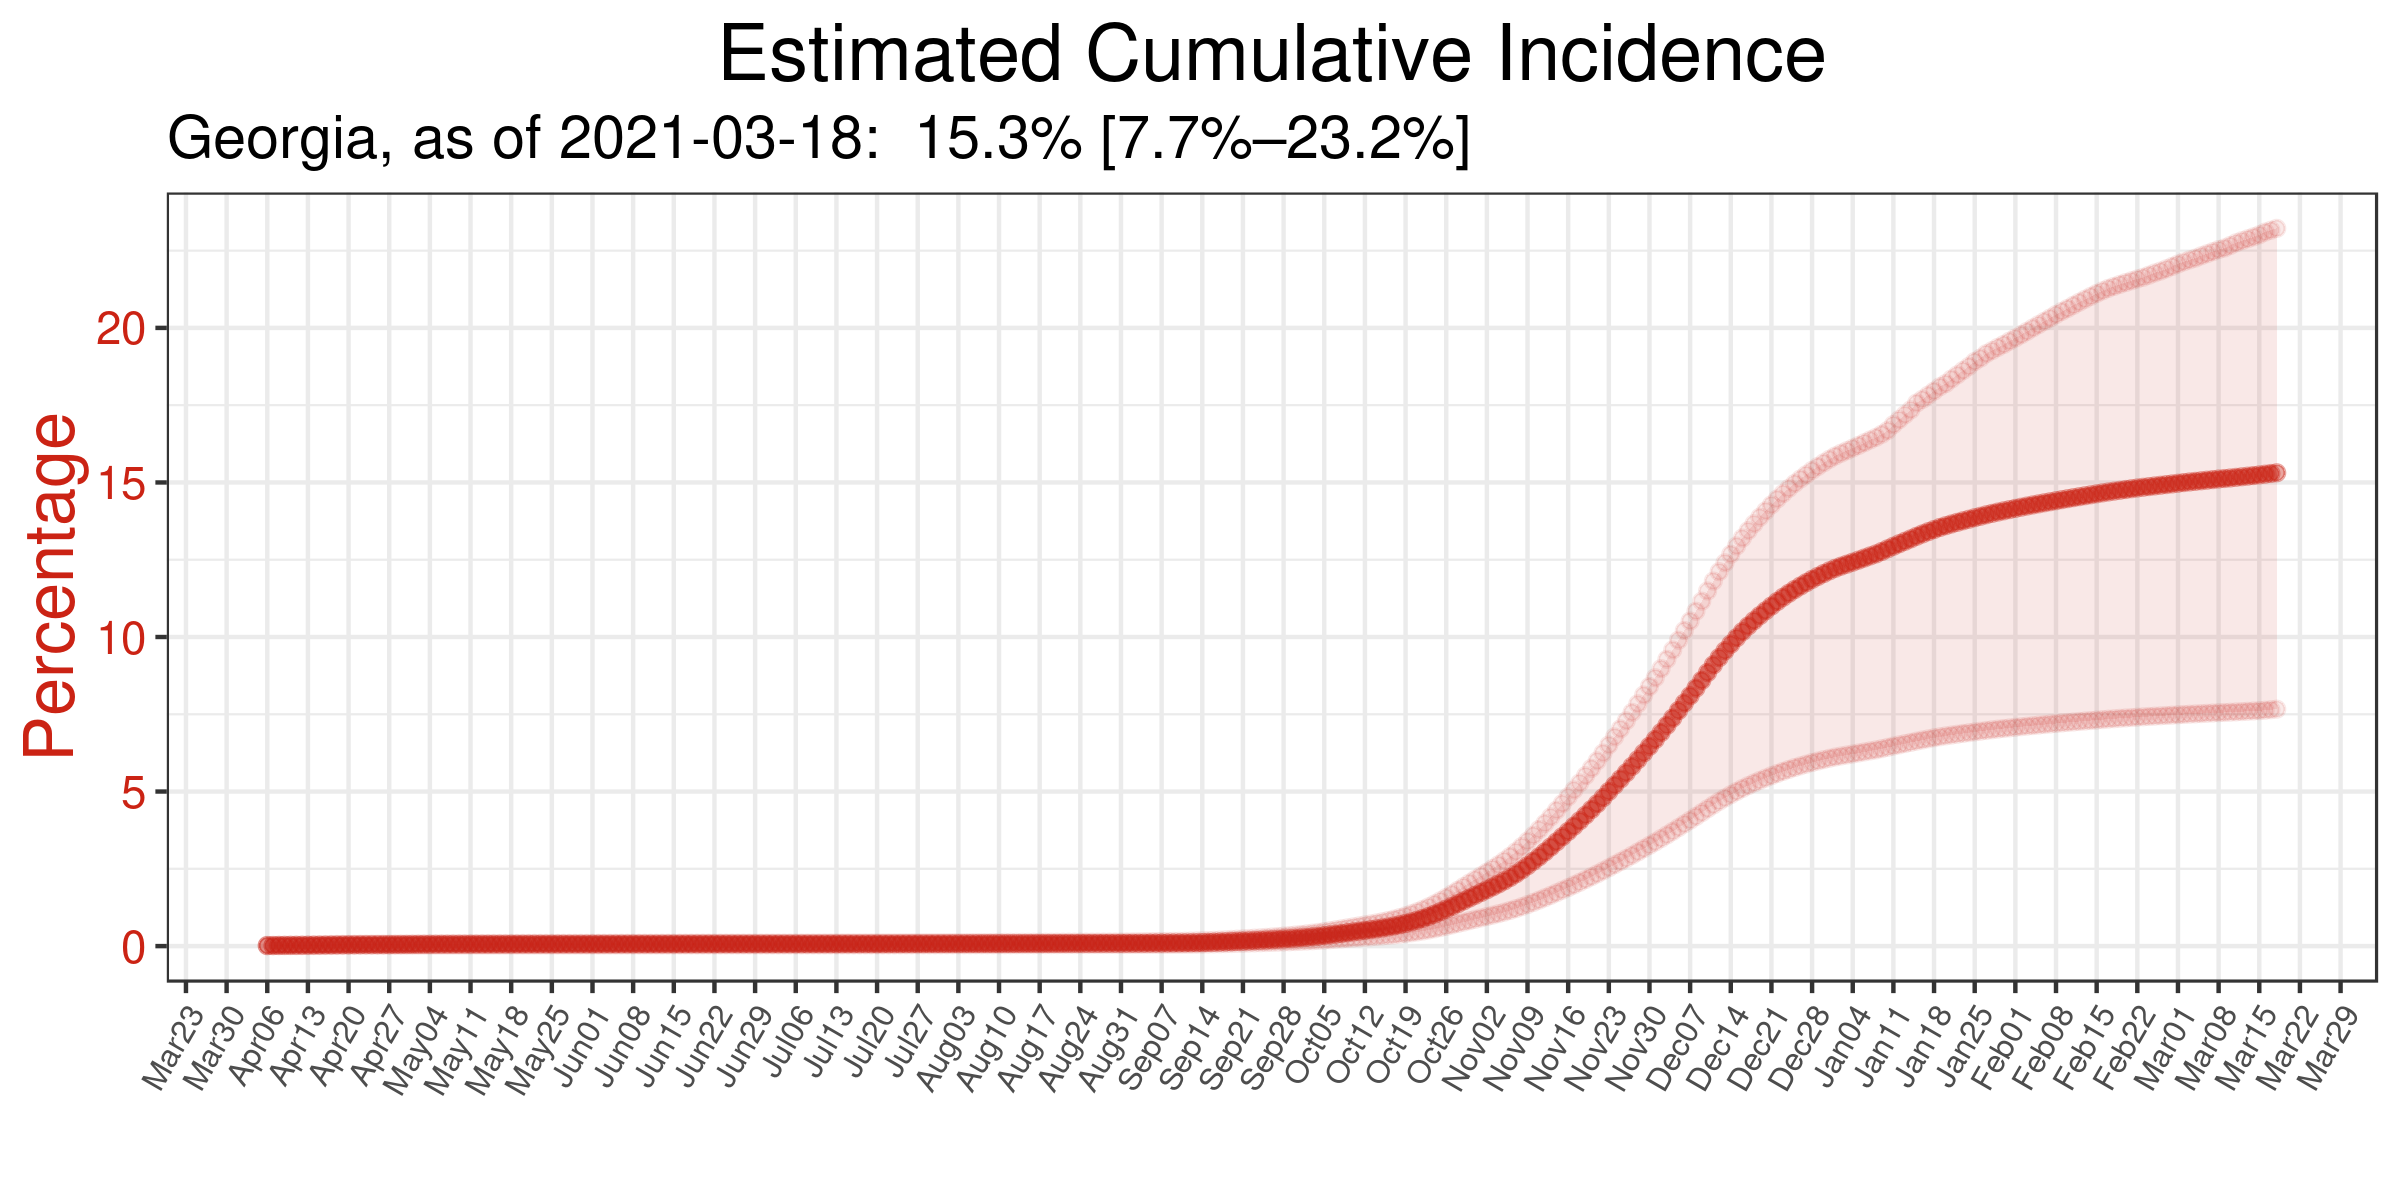 Estimated Cumulative Incidence
Georgia, as of 2021-03-18:  15.3% [7.7%–23.2%]
Percentage
20
15
10
5
0
Mar23
Mar30
Apr06
Apr13
Apr20
Apr27
May04
May11
May18
May25
Jun01
Jun08
Jun15
Jun22
Jun29
Jul06
Jul13
Jul20
Jul27
Aug03
Aug10
Aug17
Aug24
Aug31
Sep07
Sep14
Sep21
Sep28
Oct05
Oct12
Oct19
Oct26
Nov02
Nov09
Nov16
Nov23
Nov30
Dec07
Dec14
Dec21
Dec28
Jan04
Jan11
Jan18
Jan25
Feb01
Feb08
Feb15
Feb22
Mar01
Mar08
Mar15
Mar22
Mar29